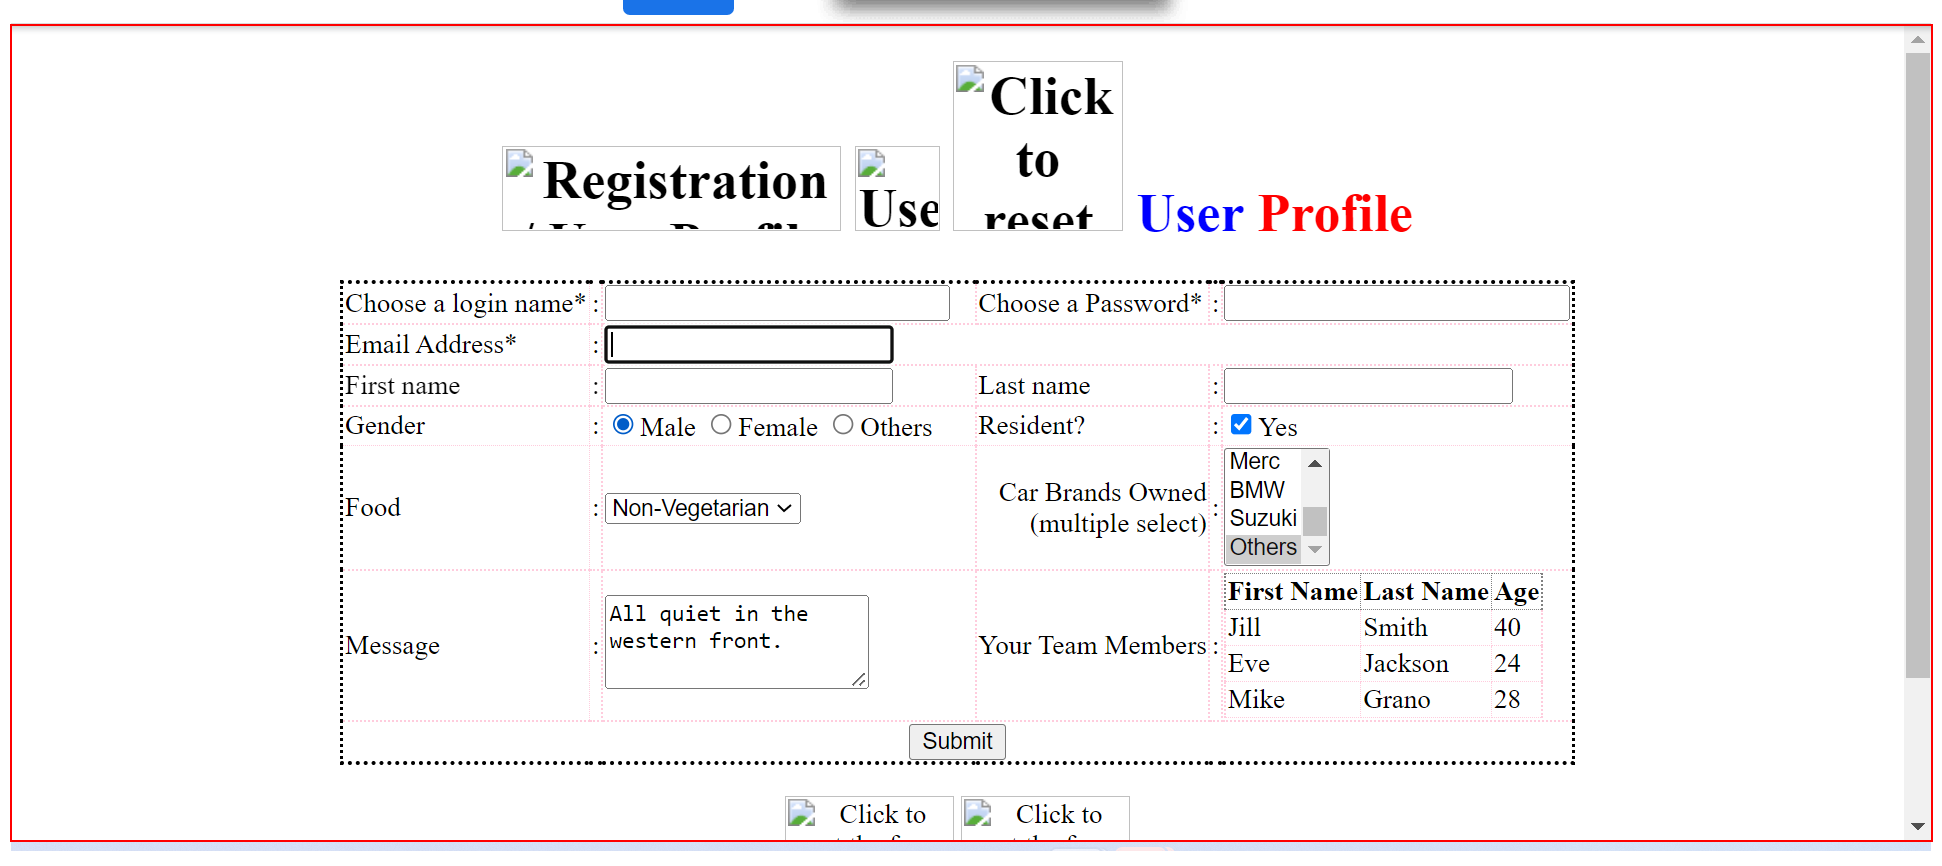 Click
to
reset
Registration
Use
User Profile
/ User Profile
Choose a login name* : Choose a Password* :
Email Address* :
First name : Last name :
Gender : Male Female Others Resident? : Yes
Food : Non-Vegetarian Car Brands Owned
(multiple select) :
Merc
BMW
Suzuki
Others
Message : All quiet in the
western front.
Your Team Members :
First Name Last Name Age
Jill Smith 40
Eve Jackson 24
Mike Grano 28
Submit
Click to Click to